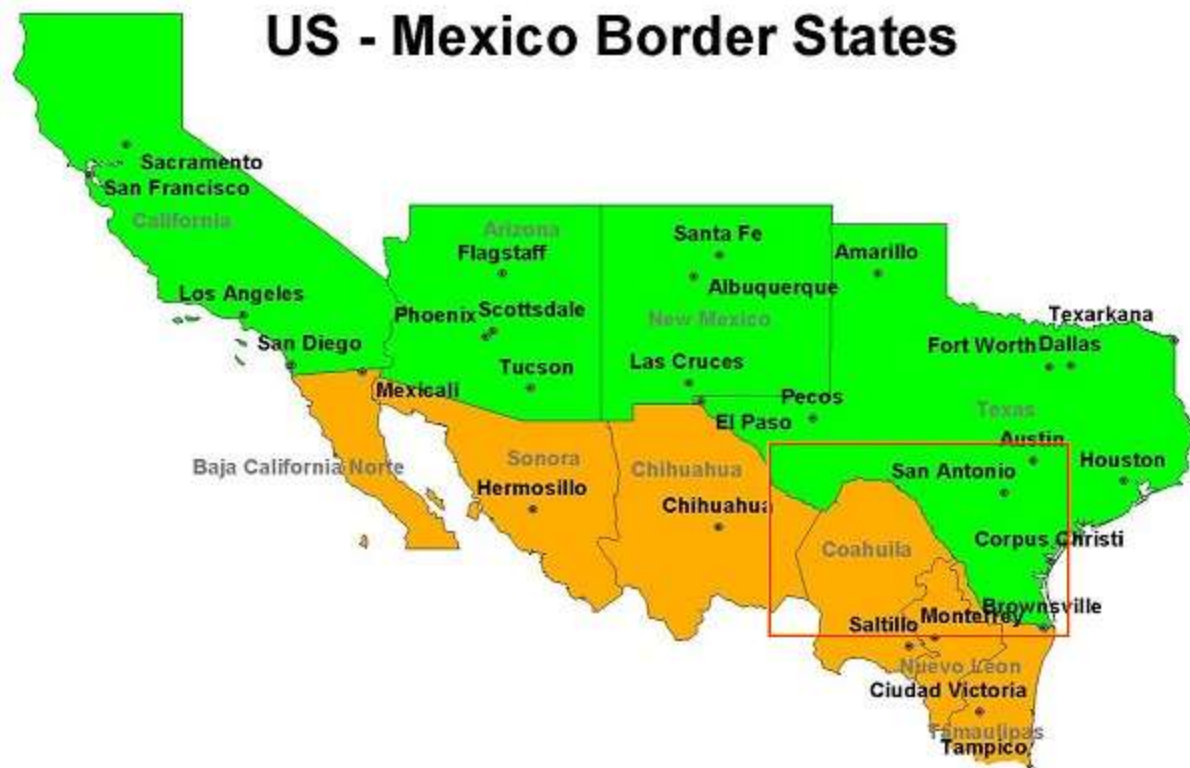 US - Mexico Border States
Sacramento
San Francisco
California
Arizona
Santa Fe
Flagstaff
Amarillo
Albuquerque
Los Angeles
Phoenix
Scottsdale
New Mexico
Texarkana
San Diego
Fort Worth
Dallas
Las Cruces
Tucson
Mexicali
Pecos
El Paso
Texas
Austin
Baja California Norte
Sonora
Chihuahua
San Antonio
Houston
Hermosillo
Chihuahua
Coahuila
Corpus Christi
Brownsville
Saltillo
Monterrey
Nuevo Leon
Ciudad Victoria
Tamaulipas
Tampico